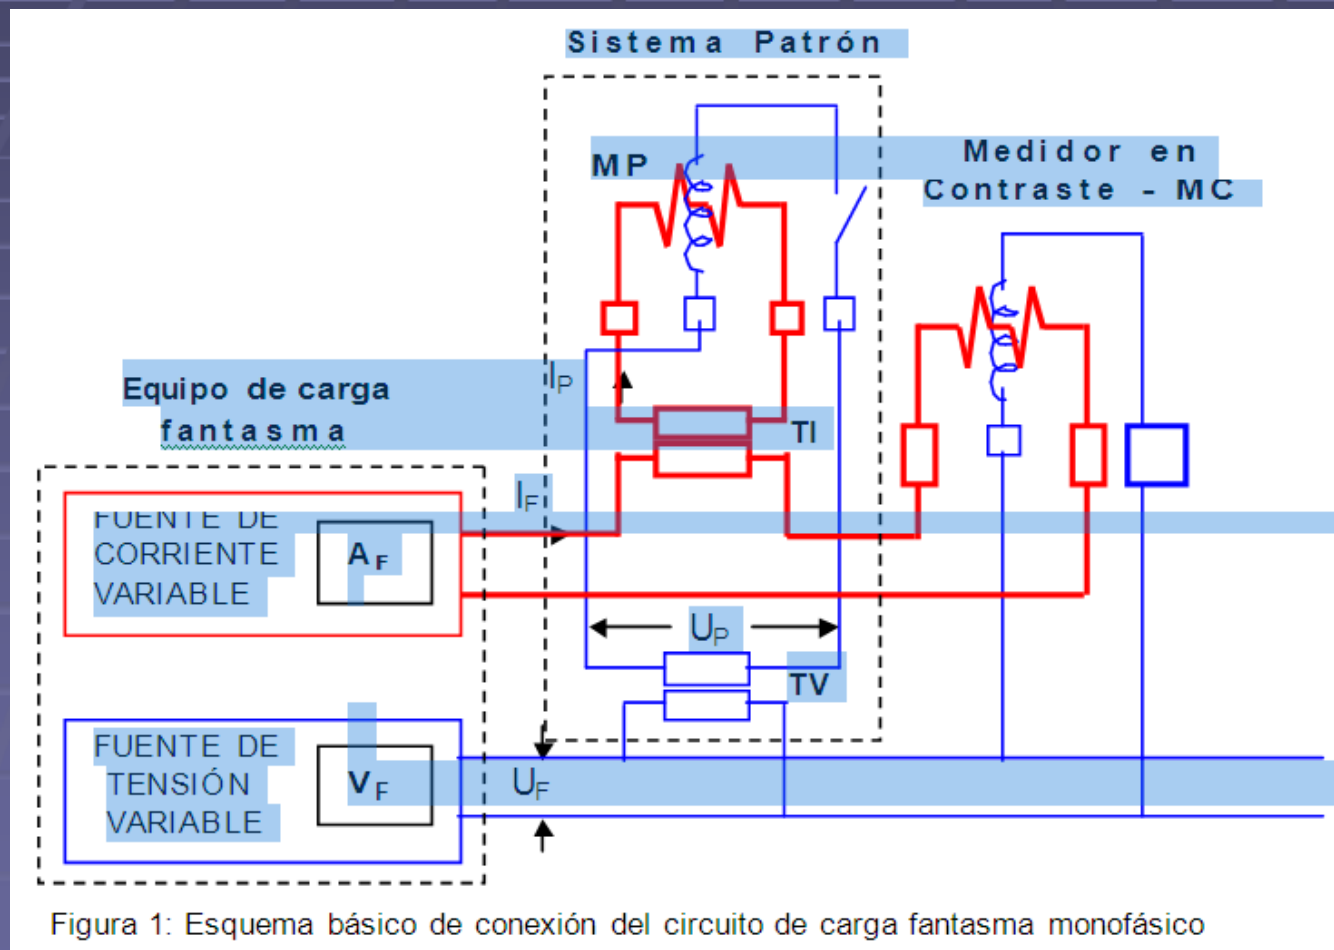 Sistema Patrón
MP
Medidor en
Contraste - MC
Equipo de carga
fantasma
IP
TI
IF
FUENTE DE
CORRIENTE
VARIABLE
AF
UP
TV
FUENTE DE
TENSIÓN
VARIABLE
VF
UF
Figura 1: Esquema básico de conexión del circuito de carga fantasma monofásico